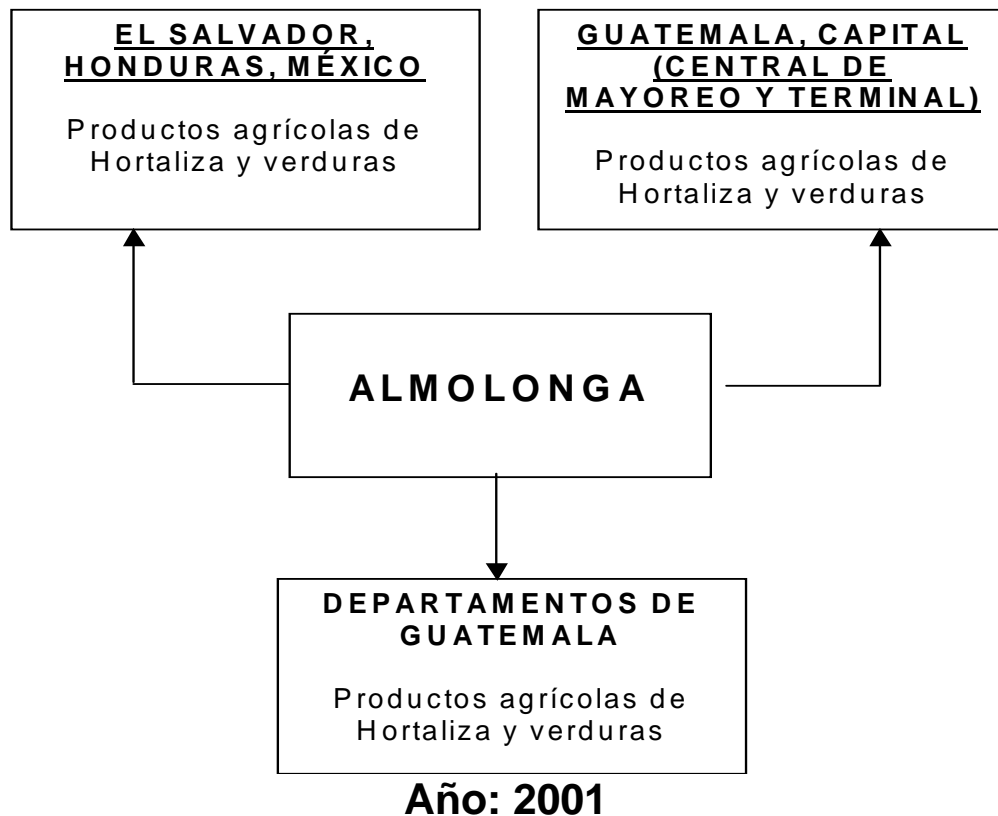 EL SALVADOR,
HONDURAS, MÉXICO
Productos agrícolas de
Hortaliza y verduras
GUATEMALA, CAPITAL
(CENTRAL DE
MAYOREO Y TERMINAL)
Productos agrícolas de
Hortaliza y verduras
ALMOLONGA
DEPARTAMENTOS DE
GUATEMALA
Productos agrícolas de
Hortaliza y verduras
Año: 2001